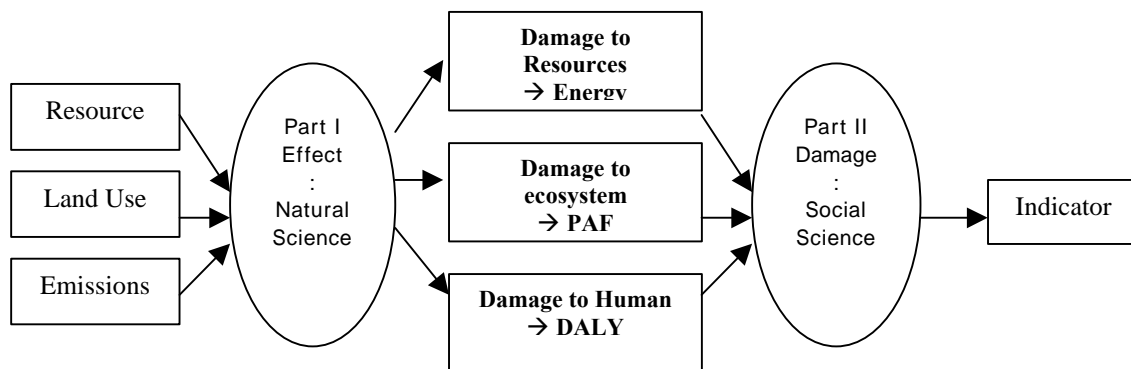 Resource
Land Use
Emissions
Part I
Effect
:
Natural
Science
Damage to
Resources
→ Energy
Damage to
ecosystem
→ PAF
Damage to Human
→ DALY
Part II
Damage
:
Social
Science
Indicator